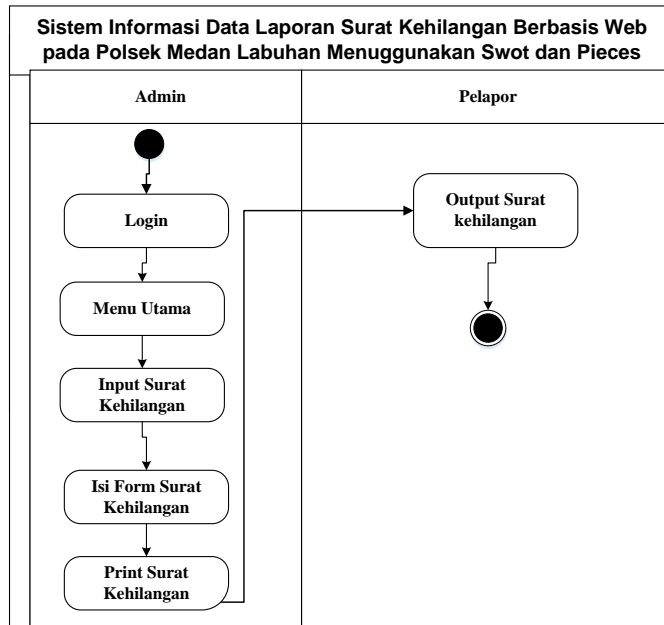 Sistem Informasi Data Laporan Surat Kehilangan Berbasis Web
pada Polsek Medan Labuhan Menuggunakan Swot dan Pieces
Admin
Pelapor
Login
Menu Utama
Input Surat
Kehilangan
Isi Form Surat
Kehilangan
Print Surat
Kehilangan
Output Surat
kehilangan